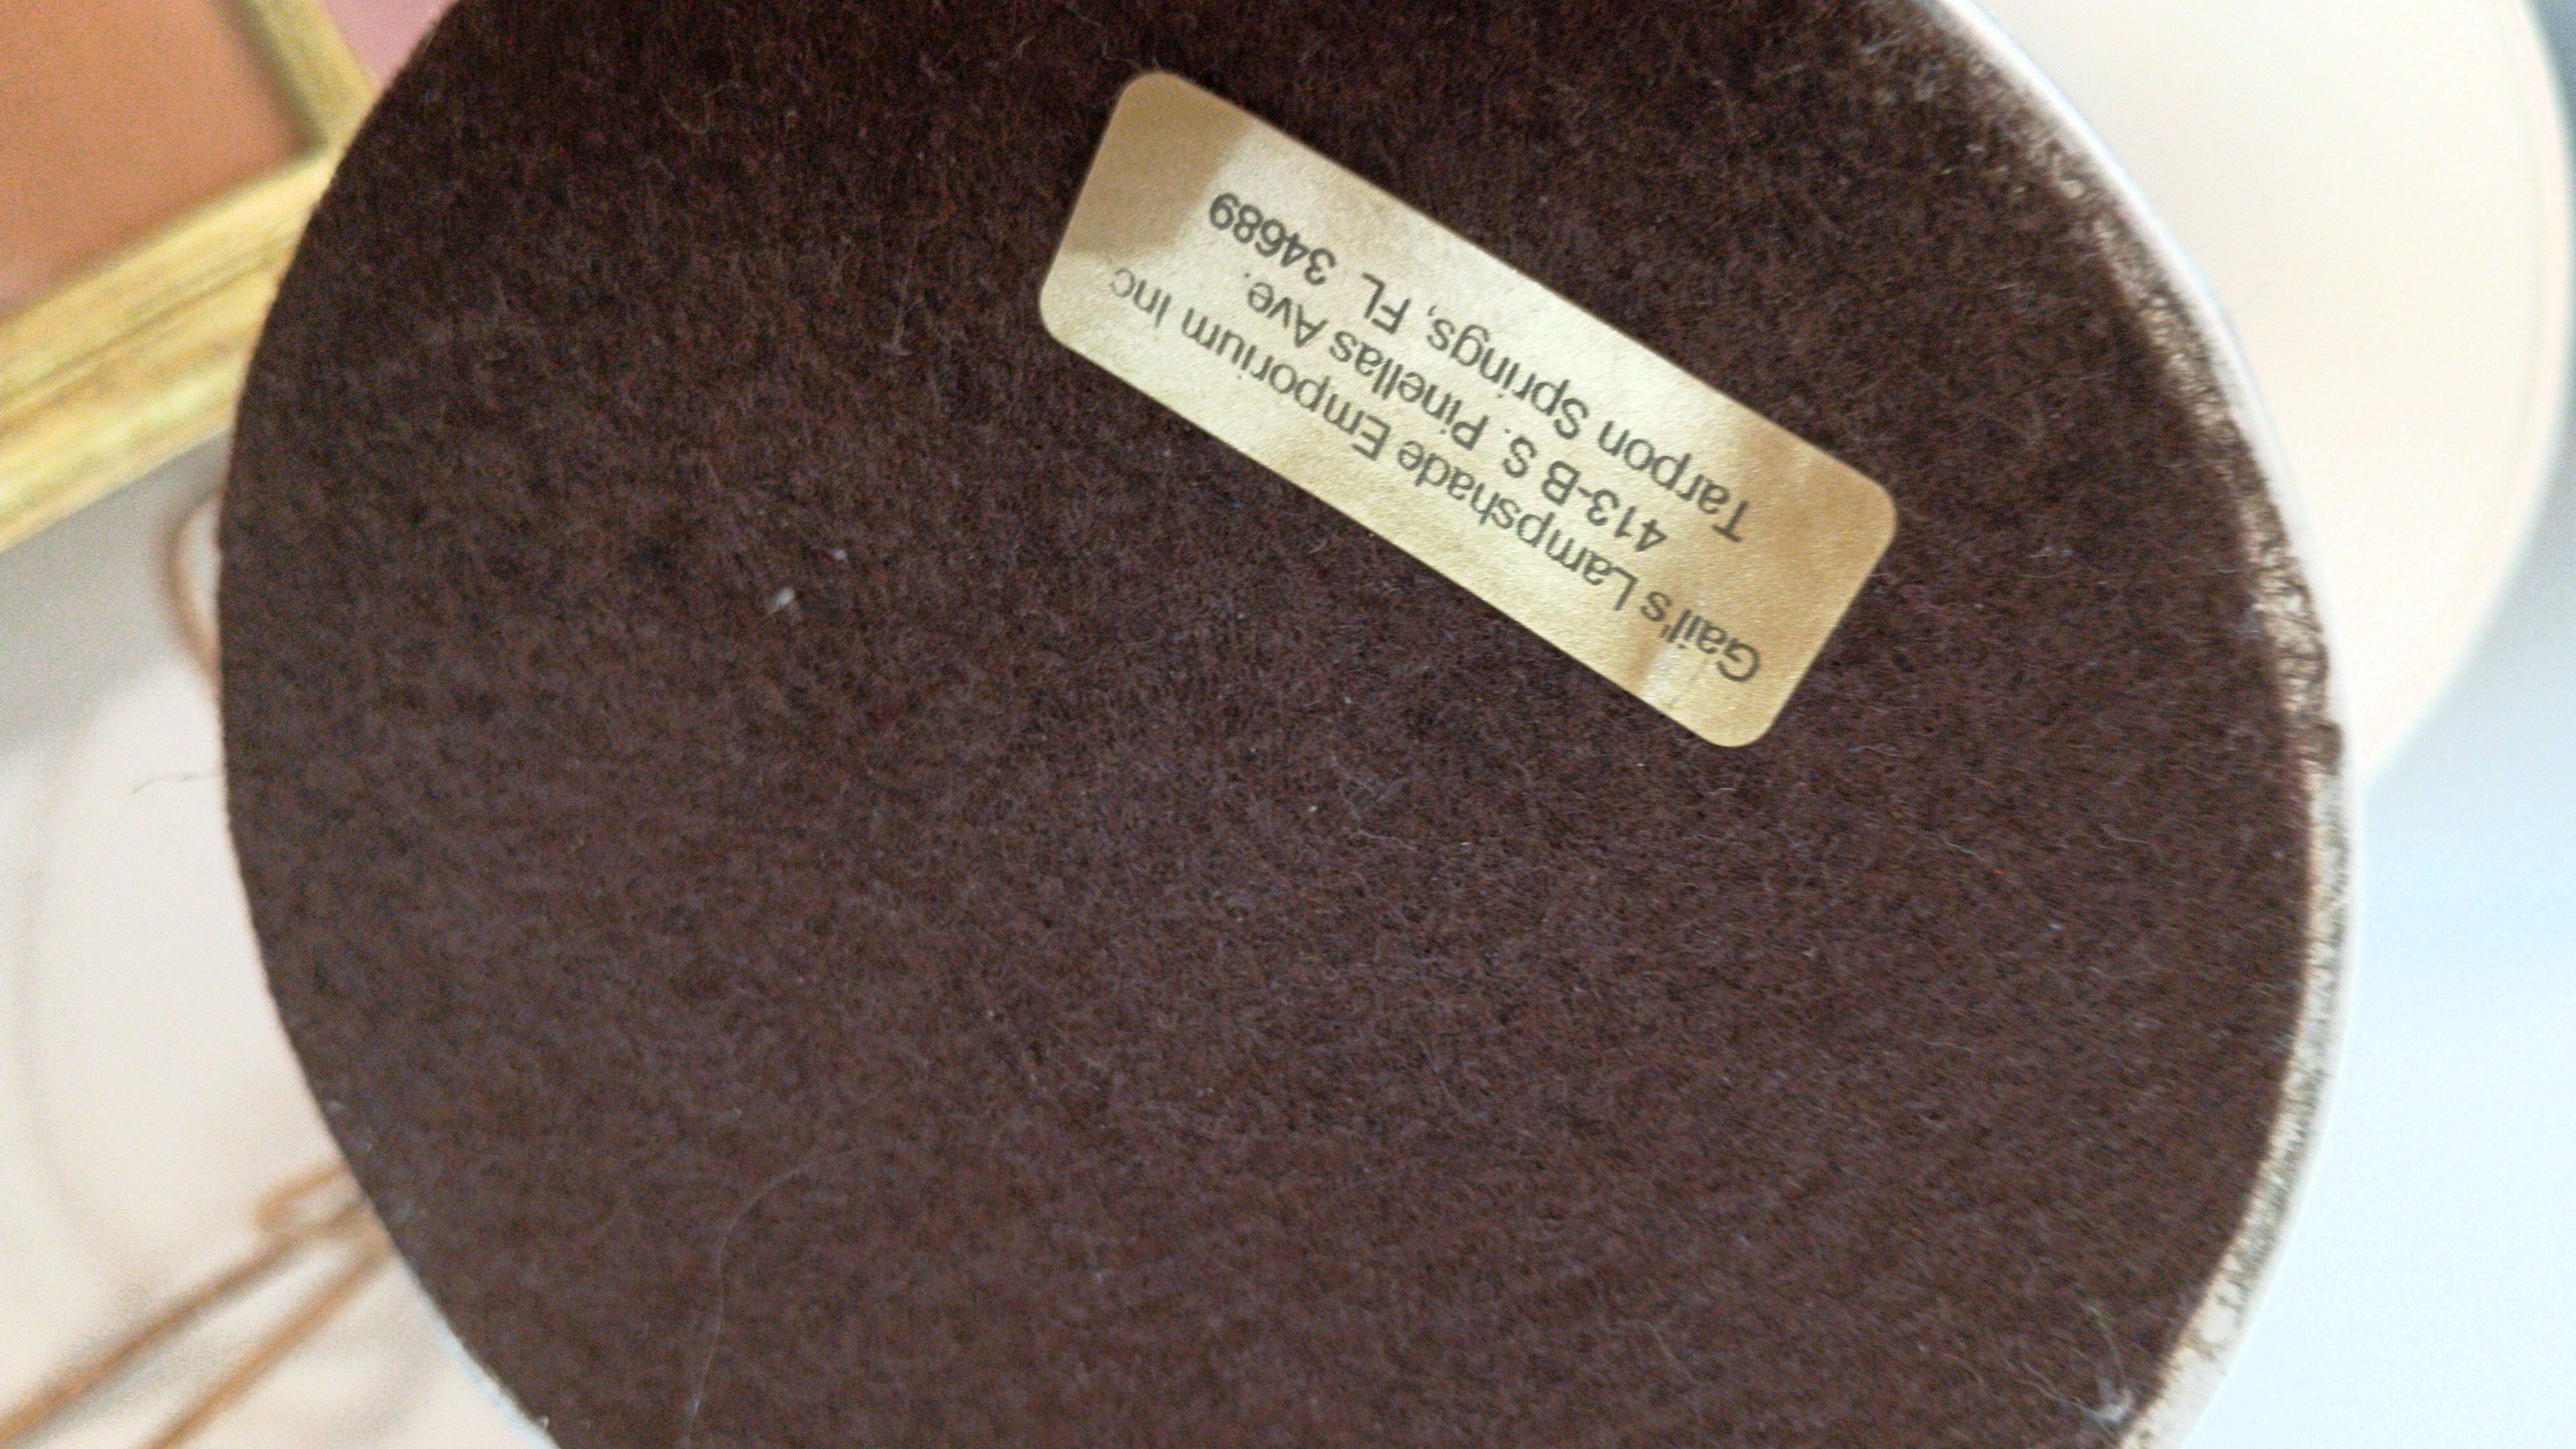 Gail's Lampshade Emporium Inc
413-B S. Pinellas Ave.
Tarpon Springs, FL 34689